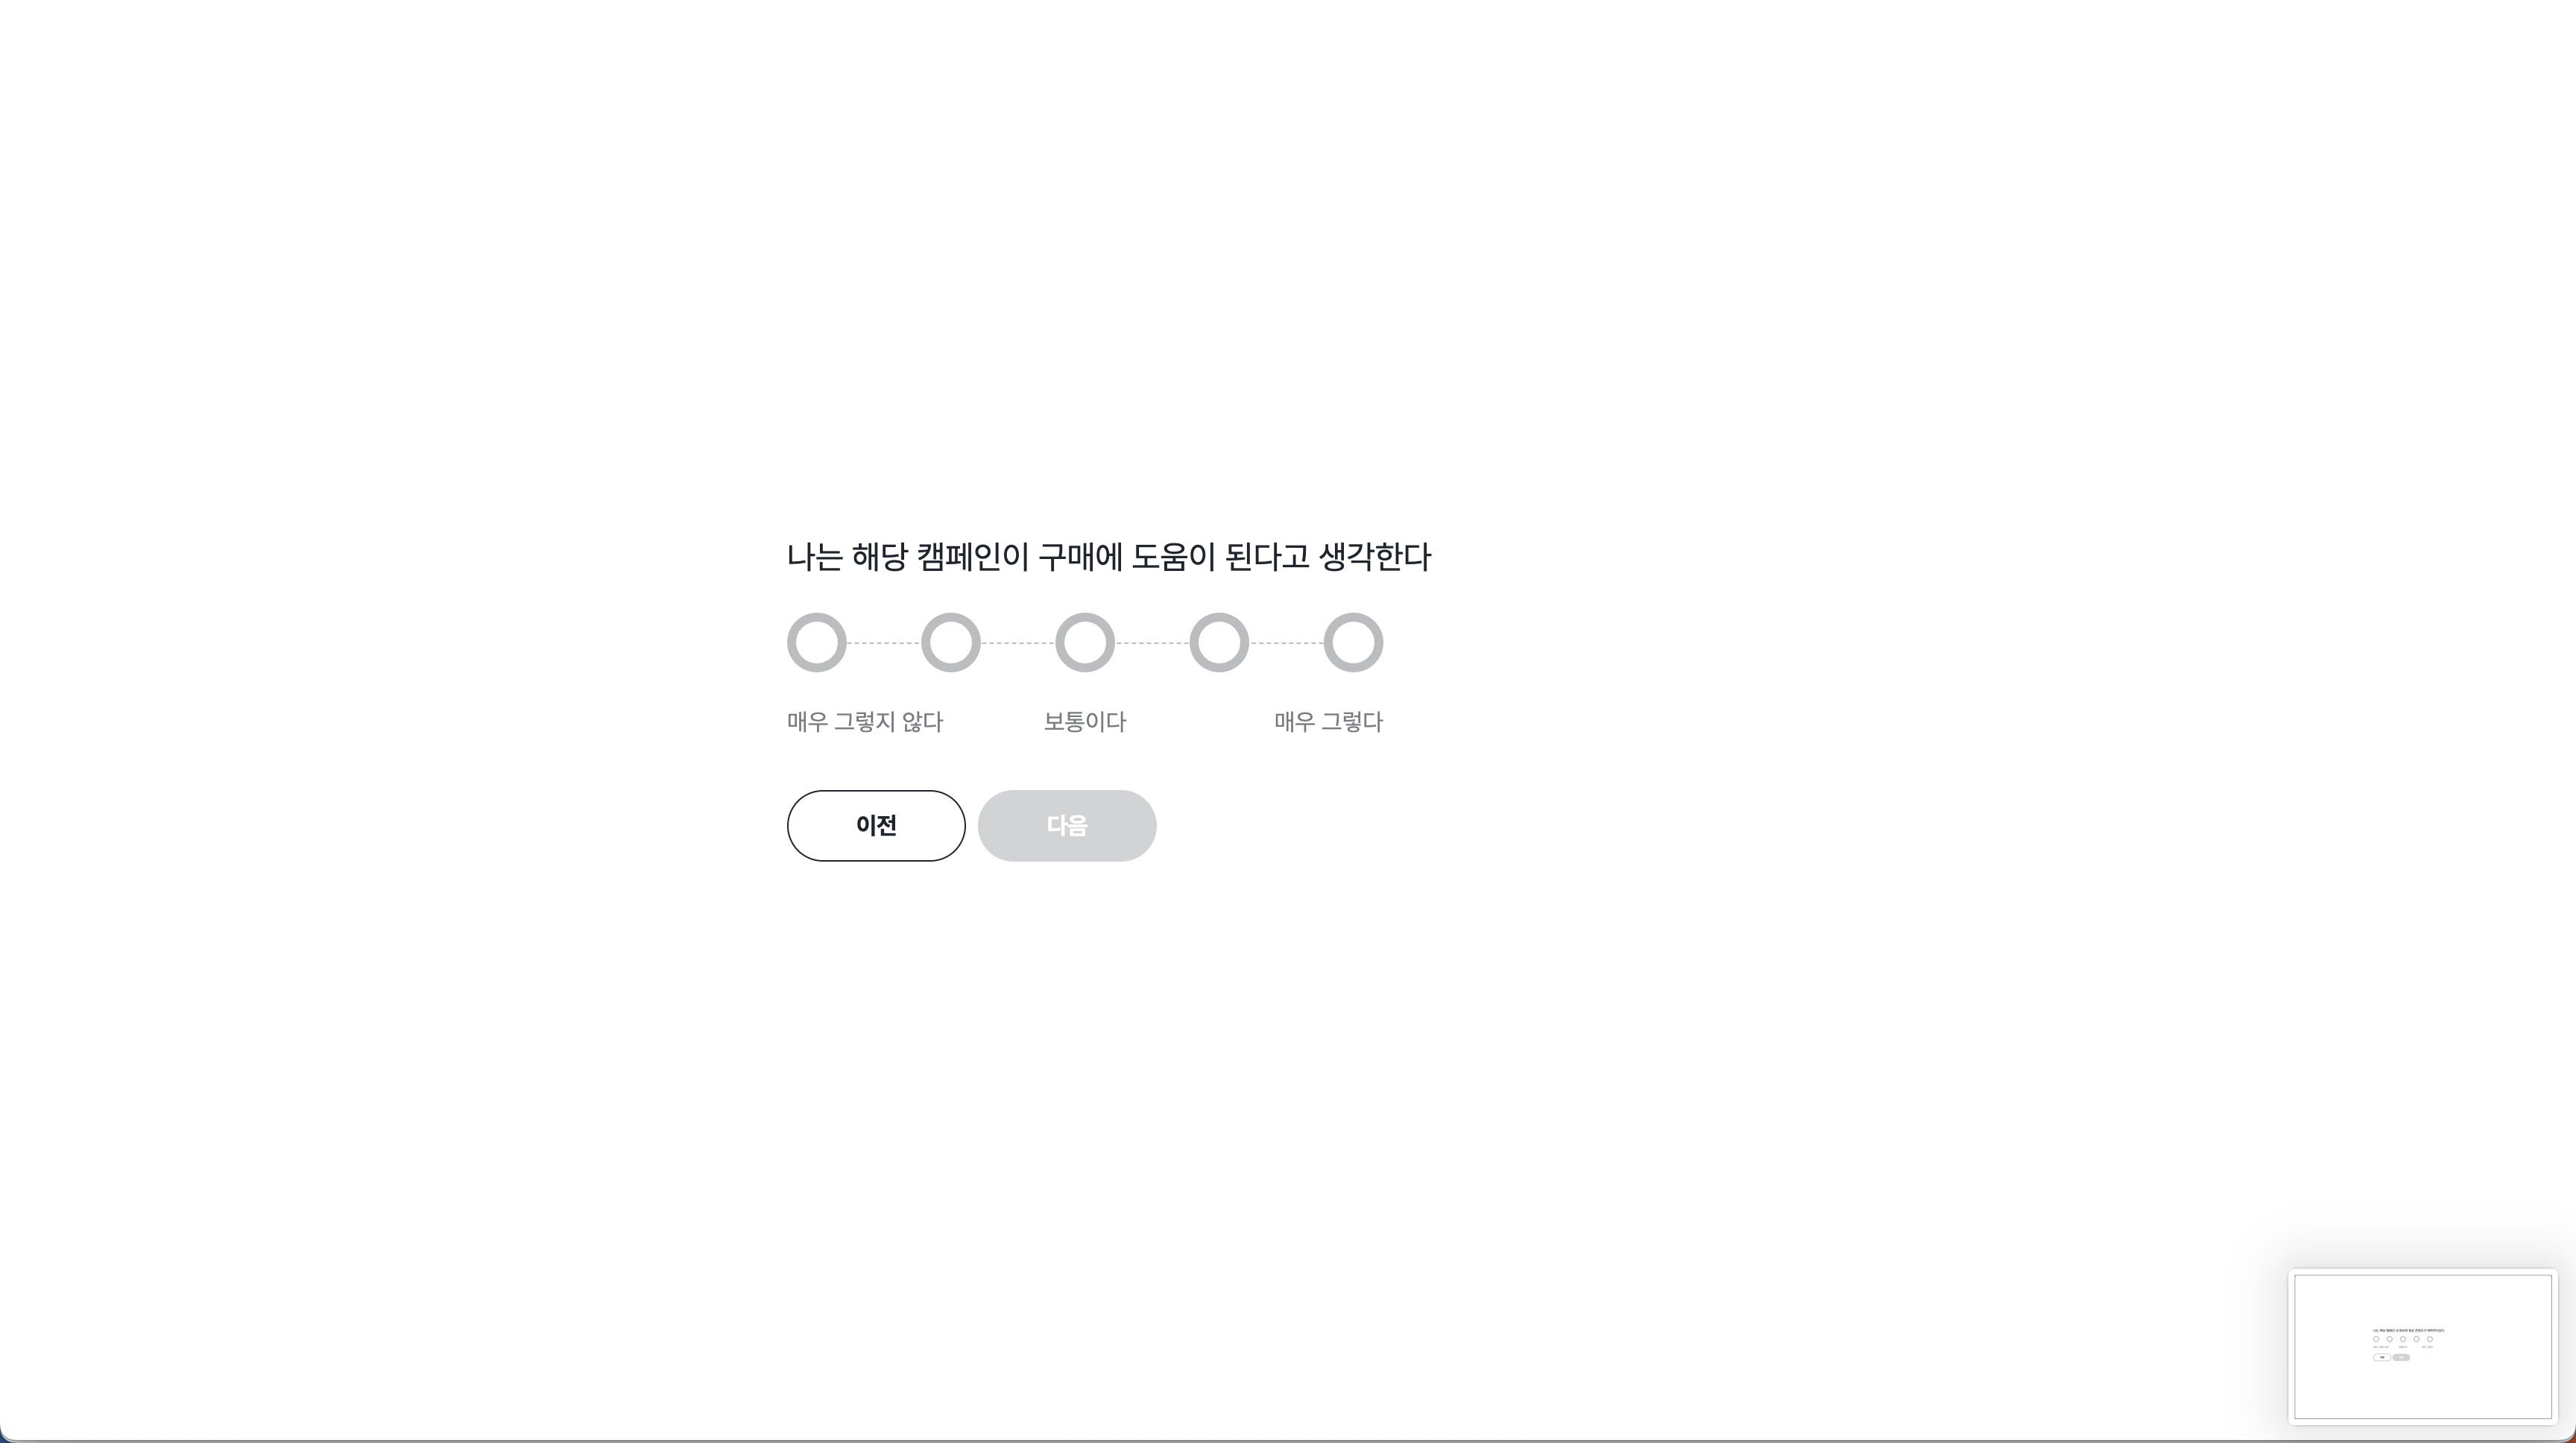 나는 해당 캠페인이 구매에 도움이 된다고 생각한다
매우 그렇지 않다 보통이다 매우 그렇다
이전 다음